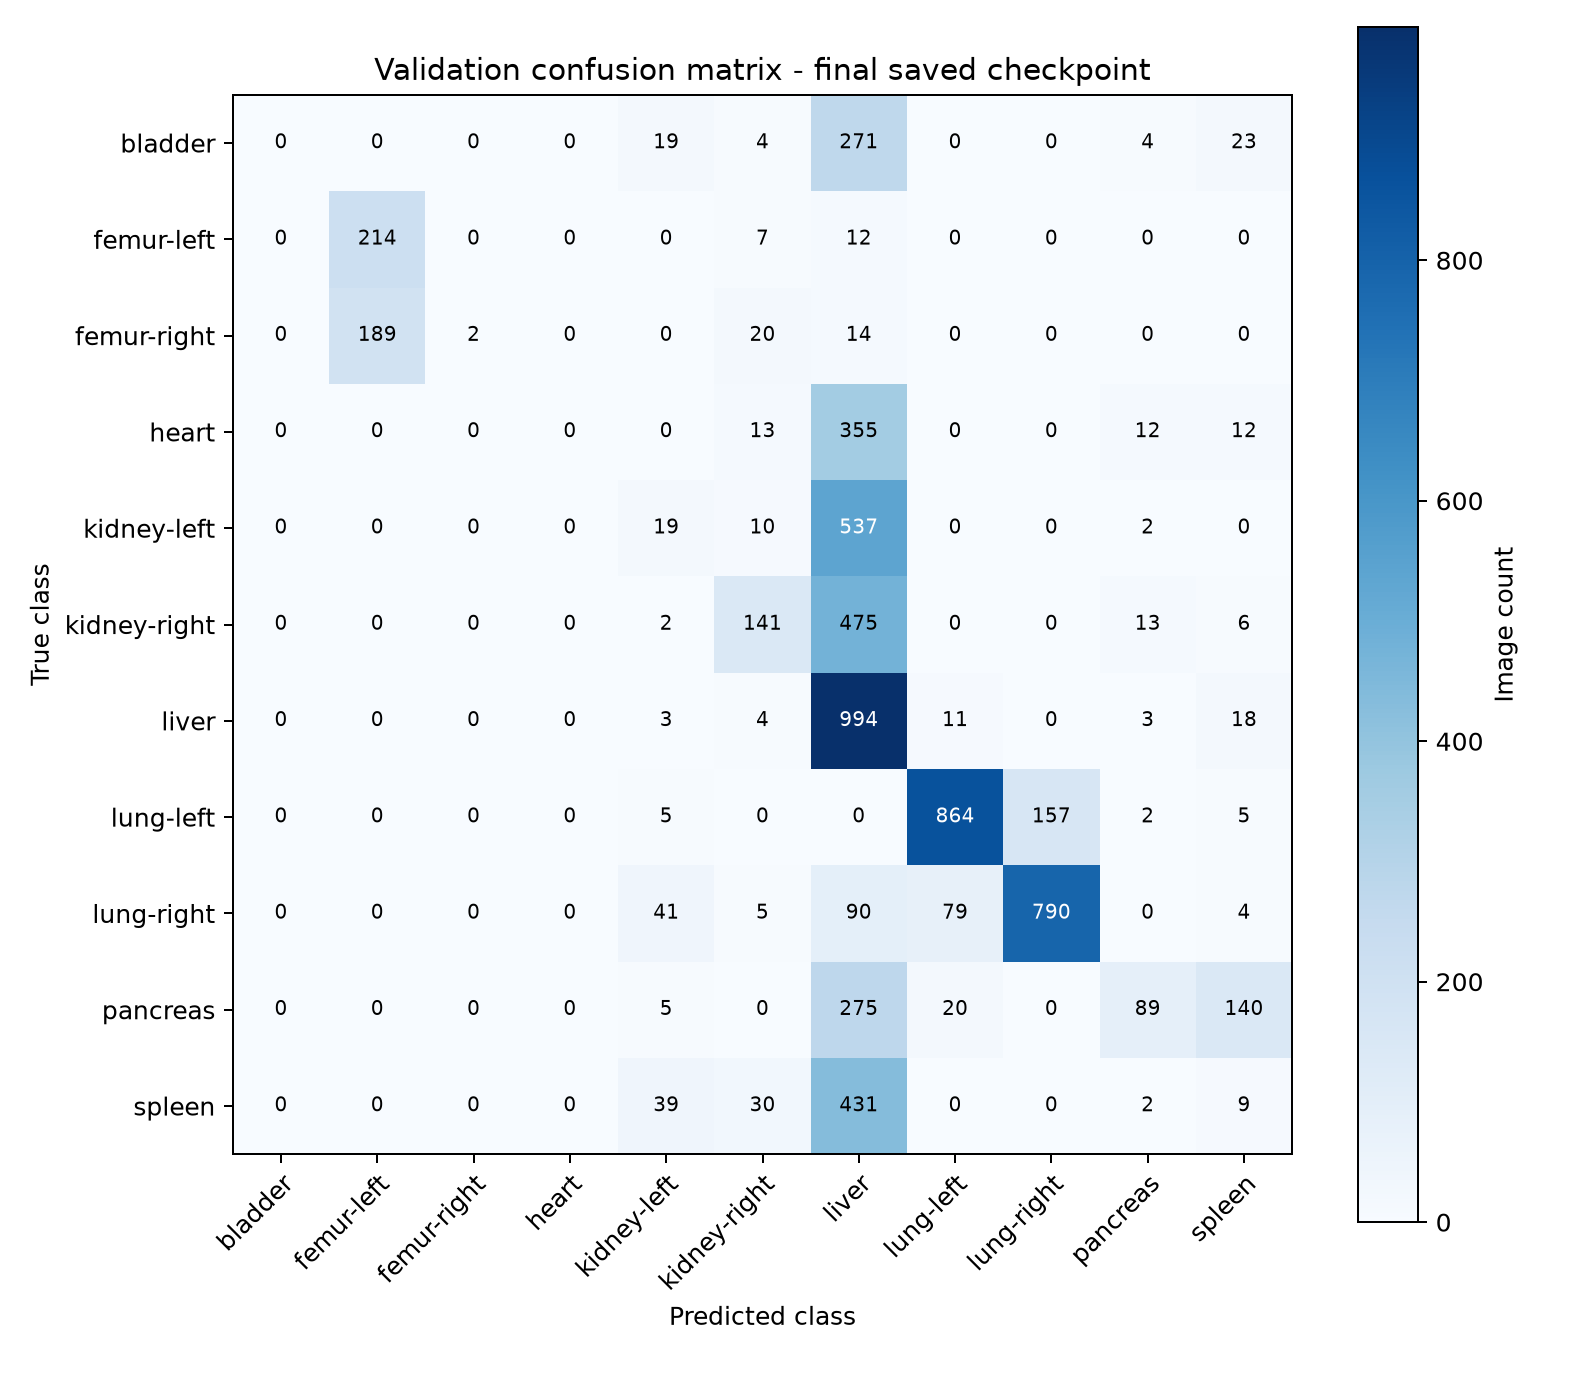 Validation confusion matrix - final saved checkpoint
bladder 0 0 0 0 19 4 271 0 0 4 23
femur-left 0 214 0 0 0 7 12 0 0 0 0
femur-right 0 189 2 0 0 20 14 0 0 0 0
heart 0 0 0 0 0 13 355 0 0 12 12
kidney-left 0 0 0 0 19 10 537 0 0 2 0
kidney-right 0 0 0 0 2 141 475 0 0 13 6
liver 0 0 0 0 3 4 994 11 0 3 18
lung-left 0 0 0 0 5 0 0 864 157 2 5
lung-right 0 0 0 0 41 5 90 79 790 0 4
pancreas 0 0 0 0 5 0 275 20 0 89 140
spleen 0 0 0 0 39 30 431 0 0 2 9
bladder femur-left femur-right heart kidney-left kidney-right liver lung-left lung-right pancreas spleen
Predicted class
True class
800
600
400
200
0
Image count